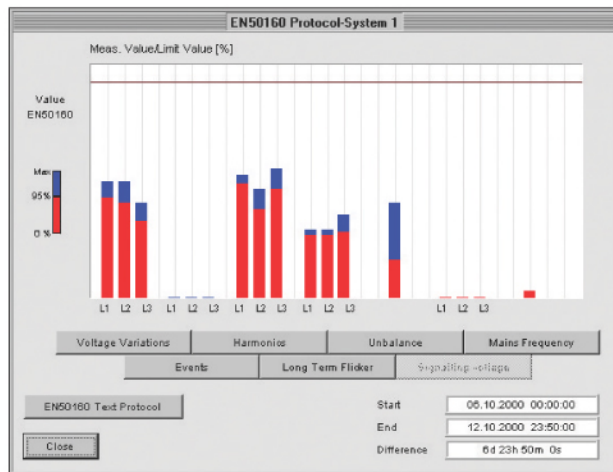 EN50160 Protocol-System 1
Meas. Value/Limit Value [%]
Value
EN50160
Max
95%
0 %
L1 L2 L3 L1 L2 L3 L1 L2 L3 L1 L2 L3 L1 L2 L3
Voltage Variations Harmonics Unbalance Mains Frequency
Events Long Term Flicker Signalling voltage
EN50160 Text Protocol
Start 06.10.2000 00:00:00
End 12.10.2000 23:50:00
Close
Difference 6d 23h 50m 0s